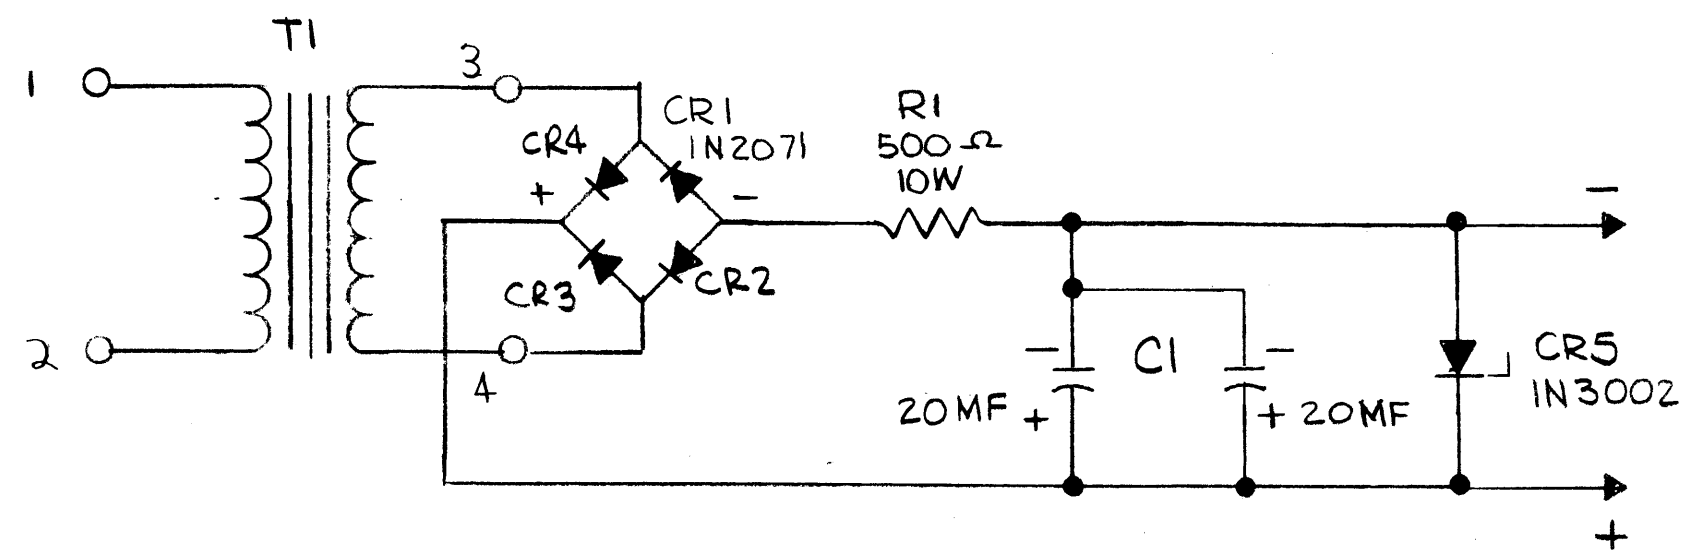 T1
1
3
CR1
1N2071
CR4
R1
500 Ω
10W
+
-
-
CR3
CR2
2
4
-
C1
-
CR5
1N3002
20MF
+
+
20MF
+